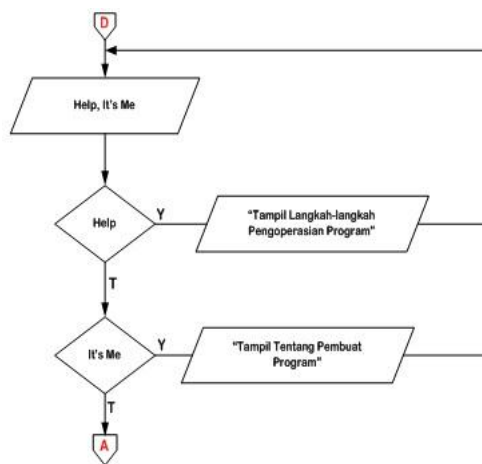 D
Help, It's Me
Help
Y
"Tampil Langkah-langkah
Pengoperasian Program"
T
It's Me
Y
"Tampil Tentang Pembuat
Program"
T
A